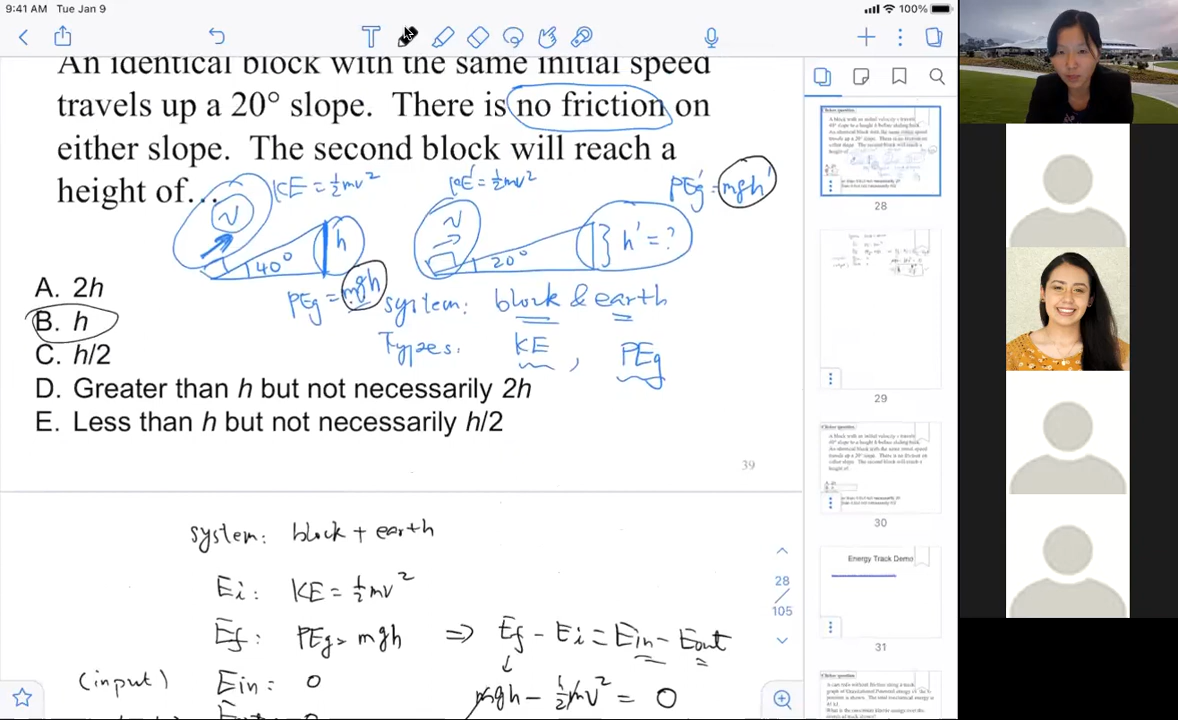 9:41 AM Tue Jan 9
100%
An identical block with the same initial speed
travels up a 20° slope. There is no friction on
either slope. The second block will reach a
height of...
KE = ½mv²
KE' = ½mv²
PEg' = mgh'
v
v
h
h' = ?
40°
20°
PEg = mgh
system: block & earth
Types: KE, PEg
A. 2h
B. h
C. h/2
D. Greater than h but not necessarily 2h
E. Less than h but not necessarily h/2
39
system: block + earth
Ei: KE = ½mv²
Ef: PEg = mgh ⇒ Ef - Ei = Ein - Eout
(input) Ein = 0
mgh - ½mv² = 0
28
/
105
28
29
30
Energy Track Demo
31